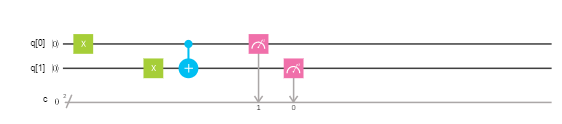 q[0] |0⟩ X
q[1] |0⟩ X +
c 0 2
1 0